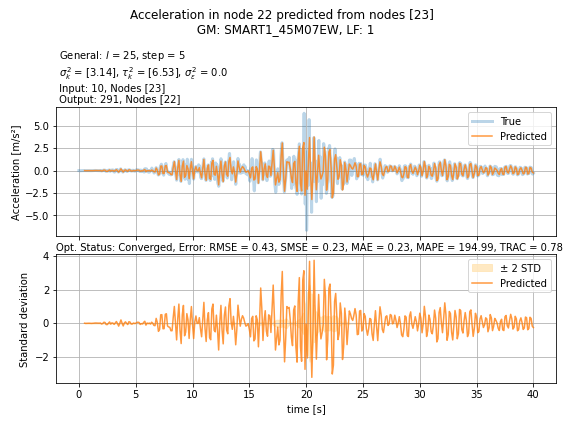 Acceleration in node 22 predicted from nodes [23]
GM: SMART1_45M07EW, LF: 1
General: l = 25, step = 5
σ²ₖ = [3.14], τ²ₖ = [6.53], σ²_ε = 0.0
Input: 10, Nodes [23]
Output: 291, Nodes [22]
Acceleration [m/s²]
5.0
2.5
0.0
−2.5
−5.0
True
Predicted
Opt. Status: Converged, Error: RMSE = 0.43, SMSE = 0.23, MAE = 0.23, MAPE = 194.99, TRAC = 0.78
Standard deviation
4
2
0
−2
± 2 STD
Predicted
0 5 10 15 20 25 30 35 40
time [s]